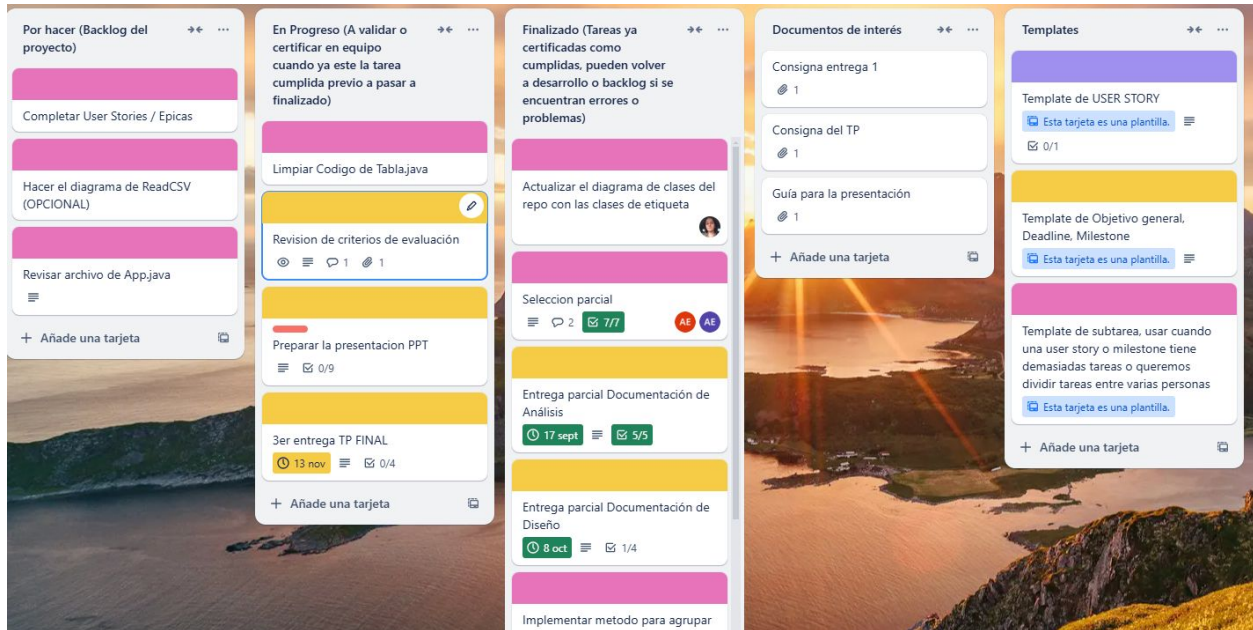 Por hacer (Backlog del
proyecto)
Completar User Stories / Epicas
Hacer el diagrama de ReadCSV
(OPCIONAL)
Revisar archivo de App.java
+ Añade una tarjeta
En Progreso (A validar o
certificar en equipo
cuando ya este la tarea
cumplida previo a pasar a
finalizado)
Limpiar Codigo de Tabla.java
Revision de criterios de evaluación
1 1
Preparar la presentacion PPT
0/9
3er entrega TP FINAL
13 nov 0/4
+ Añade una tarjeta
Finalizado (Tareas ya
certificadas como
cumplidas, pueden volver
a desarrollo o backlog si se
encuentran errores o
problemas)
Actualizar el diagrama de clases del
repo con las clases de etiqueta
Seleccion parcial
2 7/7 AE AE
Entrega parcial Documentación de
Análisis
17 sept 5/5
Entrega parcial Documentación de
Diseño
8 oct 1/4
Implementar metodo para agrupar
Documentos de interés
Consigna entrega 1
1
Consigna del TP
1
Guía para la presentación
1
+ Añade una tarjeta
Templates
Template de USER STORY
Esta tarjeta es una plantilla.
0/1
Template de Objetivo general,
Deadline, Milestone
Esta tarjeta es una plantilla.
Template de subtarea, usar cuando
una user story o milestone tiene
demasiadas tareas o queremos
dividir tareas entre varias personas
Esta tarjeta es una plantilla.
+ Añade una tarjeta